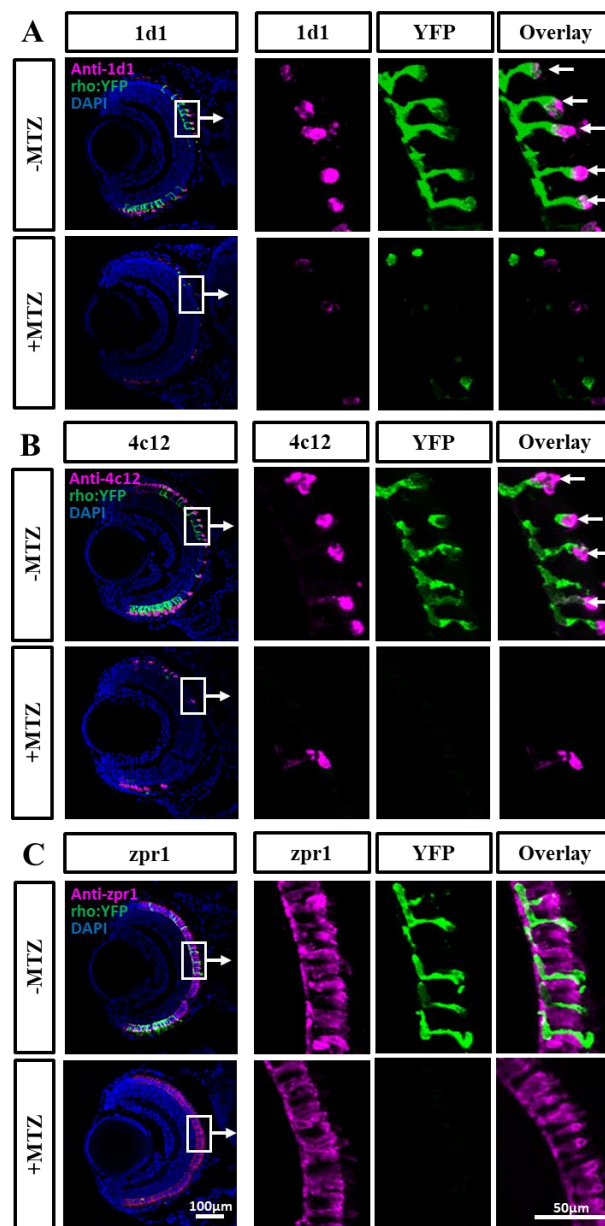 A
1d1
1d1
YFP
Overlay
-MTZ
Anti-1d1
rho:YFP
DAPI
+MTZ
B
4c12
4c12
YFP
Overlay
-MTZ
Anti-4c12
rho:YFP
DAPI
+MTZ
C
zpr1
zpr1
YFP
Overlay
-MTZ
Anti-zpr1
rho:YFP
DAPI
+MTZ
100μm
50μm